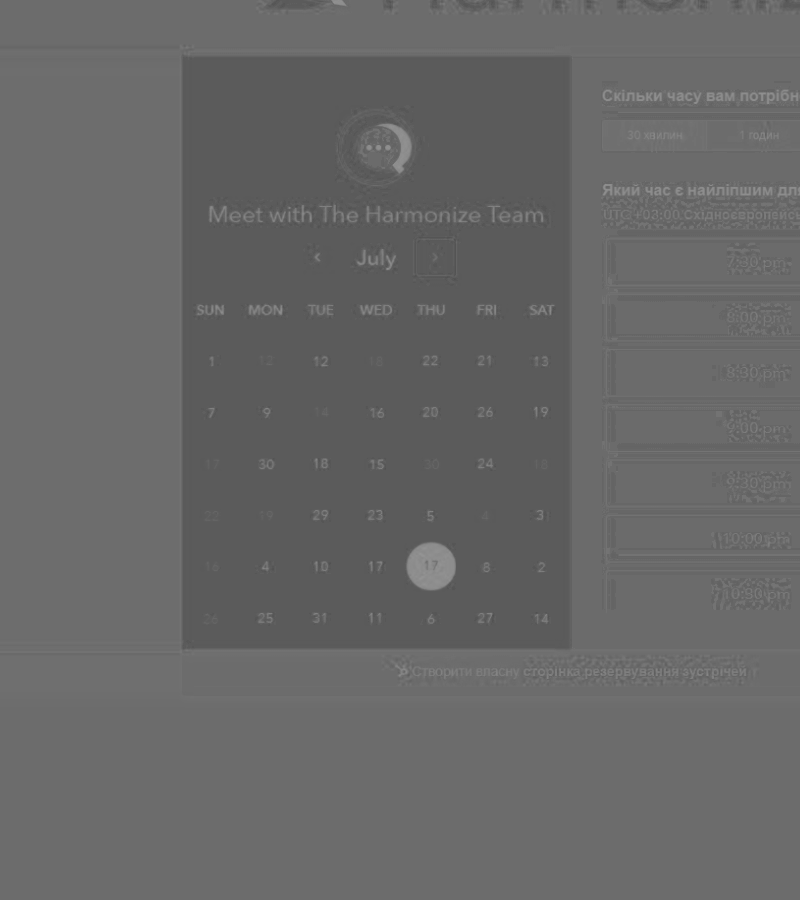 Meet with The Harmonize Team
July
SUN MON TUE WED THU FRI SAT
1 12 12 22 21 13
7 9 14 16 20 26 19
17 30 18 15 30 24 18
22 19 29 23 5 4 3
4 10 17 17 8 2
26 25 31 11 6 27 14
Скільки часу вам потрібн
30 хвилин 1 годин
Який час є найліпшим для
UTC +03:00 Східноєвропейсь
7:30 pm
8:00 pm
8:30 pm
9:00 pm
9:30 pm
10:00 pm
10:30 pm
Створити власну сторінка резервування зустрічей